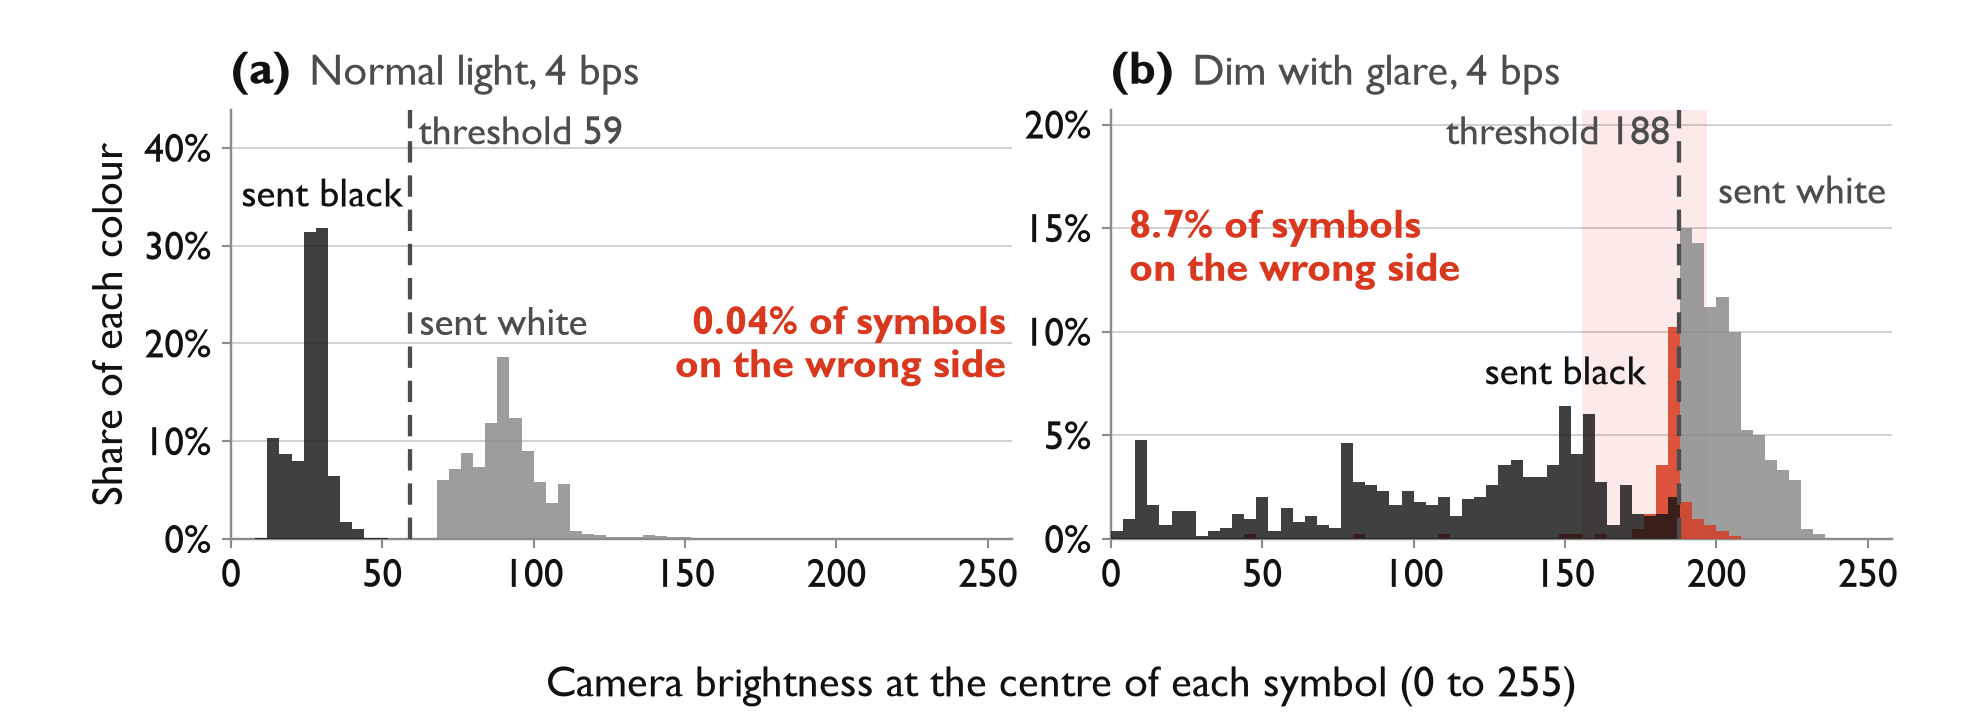 (a) Normal light, 4 bps
threshold 59
40%
sent black
30%
sent white
0.04% of symbols
on the wrong side
20%
10%
0%
0 50 100 150 200 250
Share of each colour
(b) Dim with glare, 4 bps
20%
threshold 188
sent white
15%
8.7% of symbols
on the wrong side
10%
sent black
5%
0%
0 50 100 150 200 250
Camera brightness at the centre of each symbol (0 to 255)